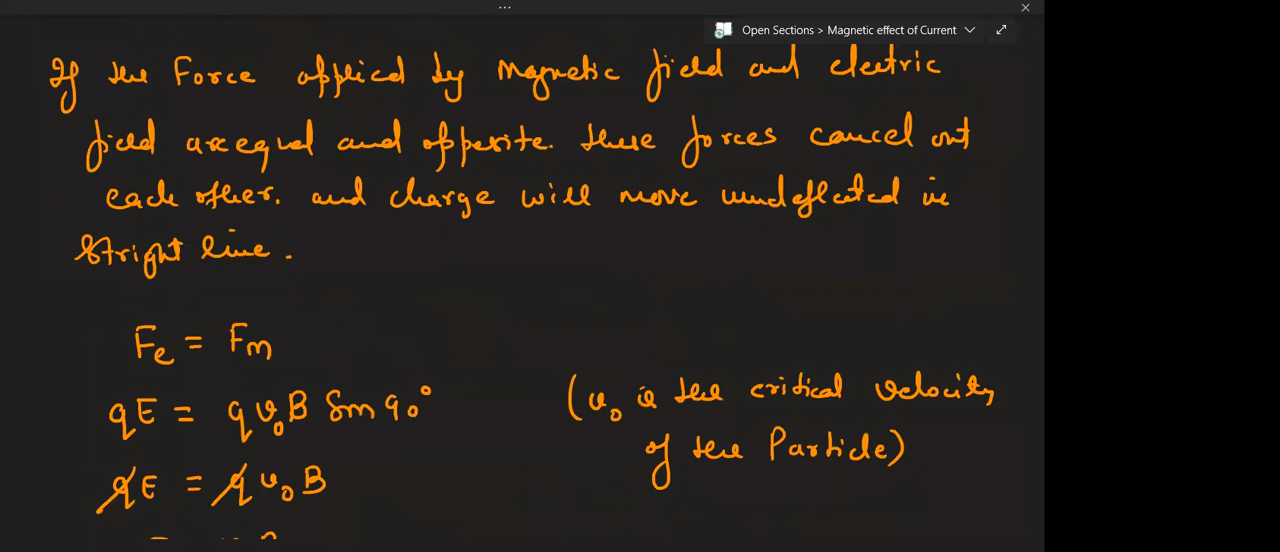 Open Sections > Magnetic effect of Current
If the Force applied by Magnetic field and electric
field are equal and opposite. these forces cancel out
each other. and charge will move undeflected in
Stright line.
Fe = Fm
qE = qv₀B Sin 90°
(v₀ is the critical velocity
of the Particle)
qE = qv₀B